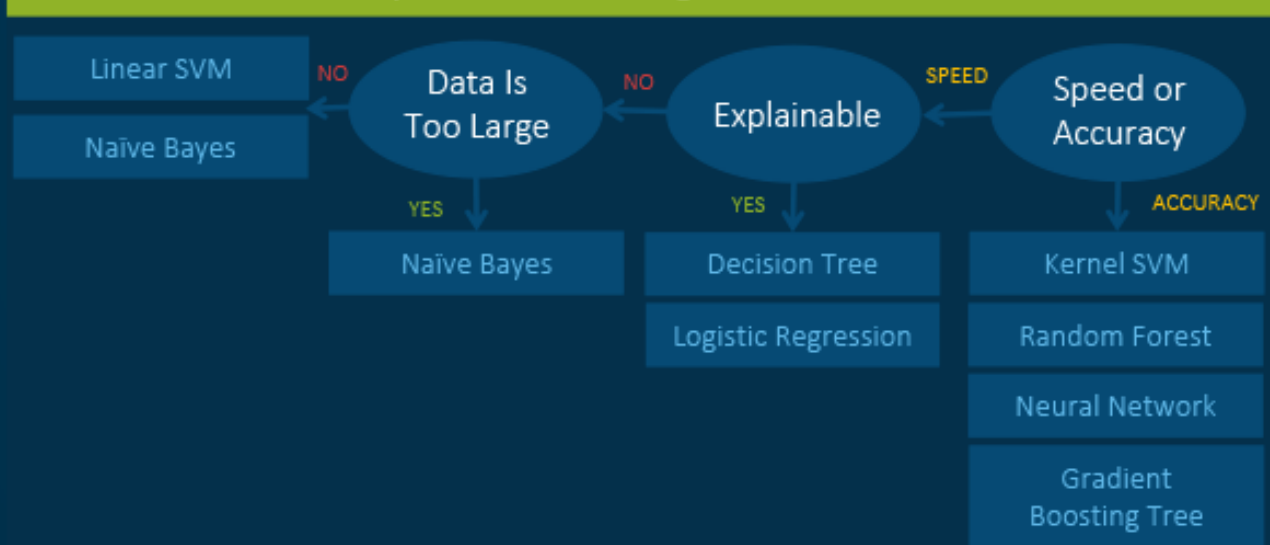 Linear SVM
NO
Data Is
Too Large
NO
Explainable
SPEED
Speed or
Accuracy
Naïve Bayes
YES
YES
ACCURACY
Naïve Bayes
Decision Tree
Kernel SVM
Logistic Regression
Random Forest
Neural Network
Gradient
Boosting Tree